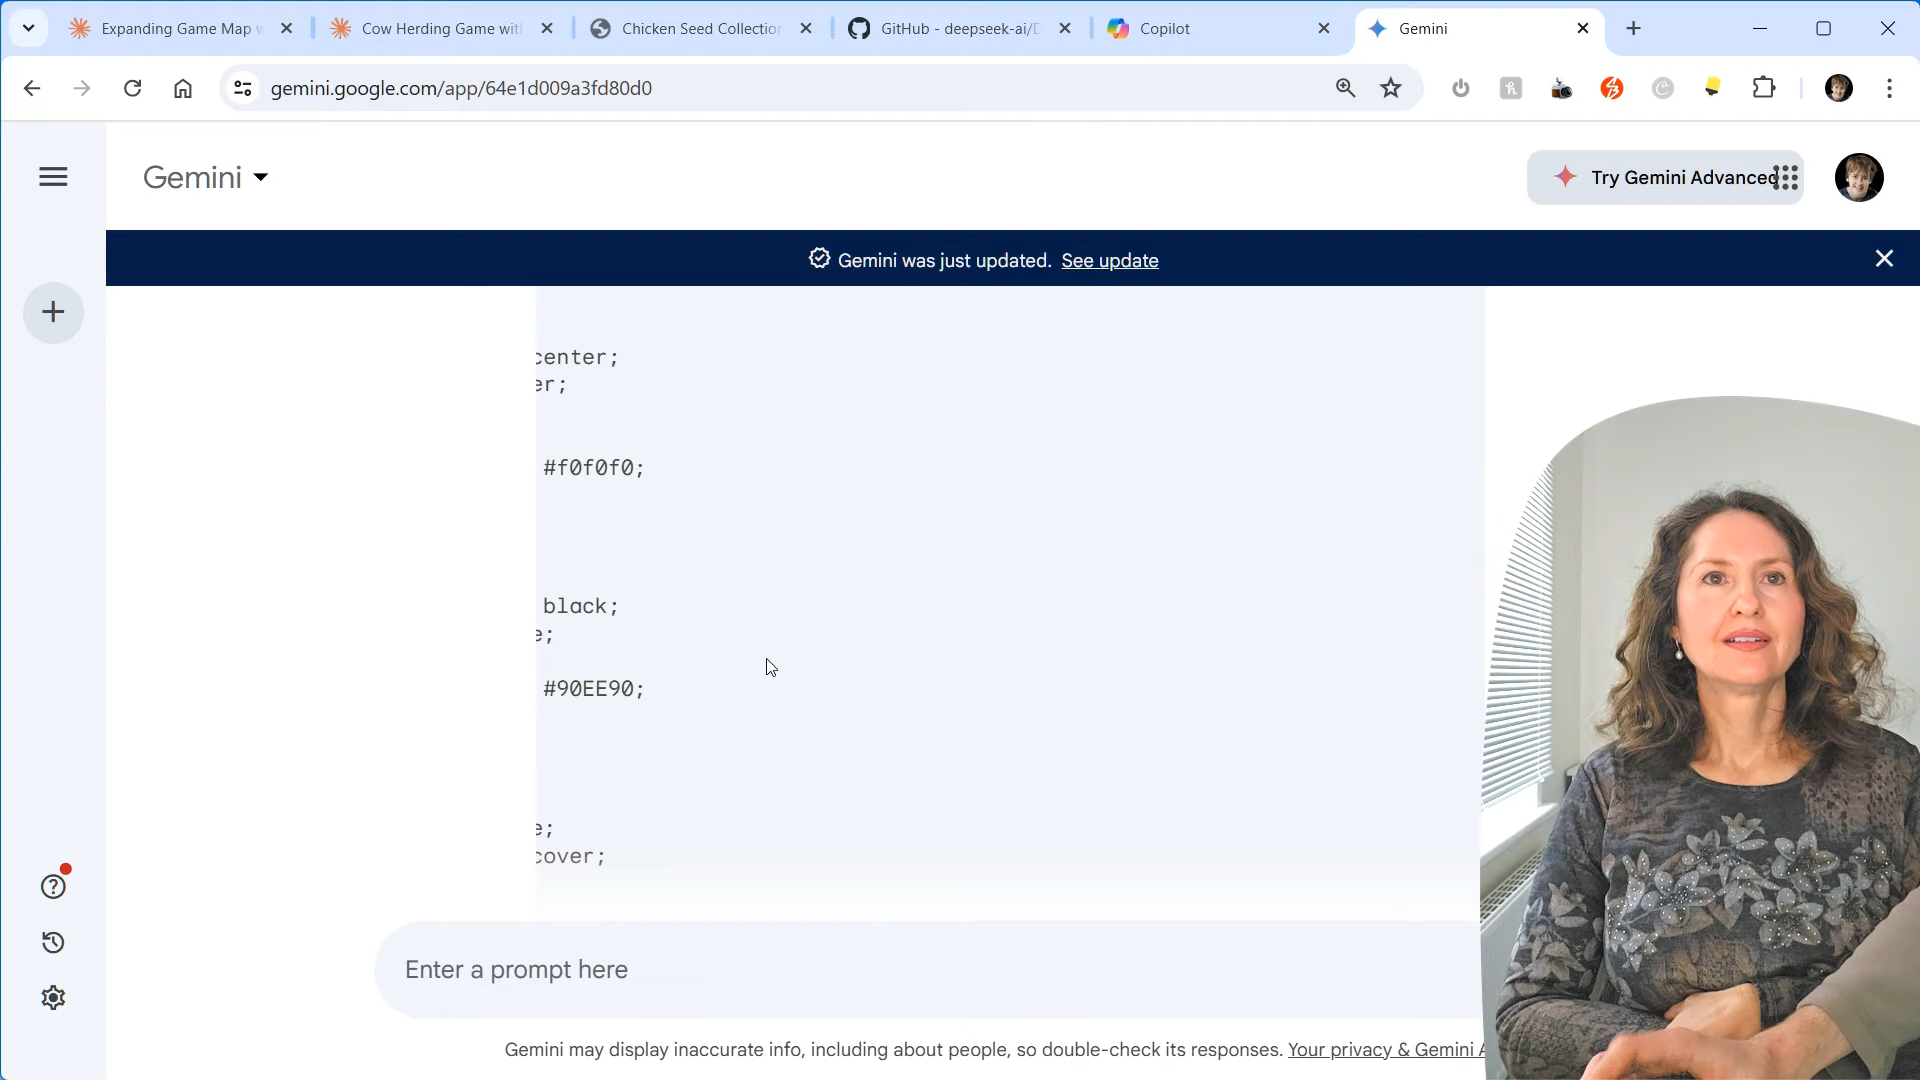 Expanding Game Map w
Cow Herding Game with
Chicken Seed Collection
GitHub - deepseek-ai/D
Copilot
Gemini
gemini.google.com/app/64e1d009a3fd80d0
Gemini
Try Gemini Advanced
Gemini was just updated. See update
center;
er;
#f0f0f0;
black;
e;
#90EE90;
e;
cover;
Enter a prompt here
Gemini may display inaccurate info, including about people, so double-check its responses. Your privacy & Gemini A